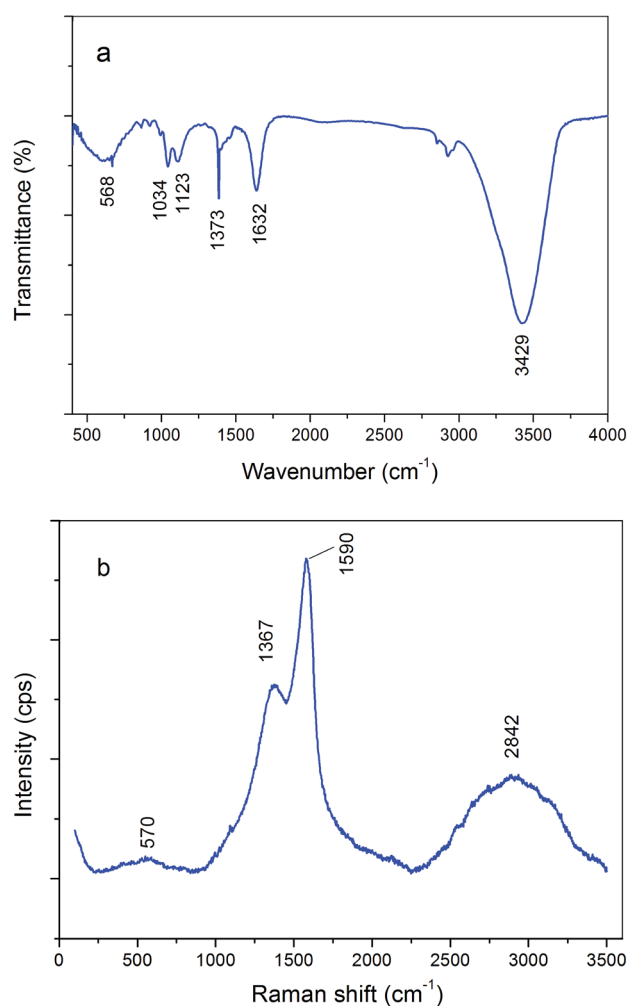 a
Transmittance (%)
568
1034
1123
1373
1632
3429
500 1000 1500 2000 2500 3000 3500 4000
Wavenumber (cm⁻¹)
b
Intensity (cps)
570
1367
1590
2842
0 500 1000 1500 2000 2500 3000 3500
Raman shift (cm⁻¹)